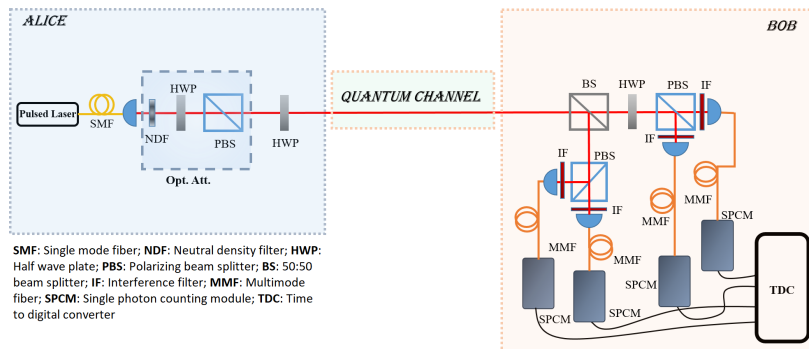 ALICE
BOB
Pulsed Laser
SMF
NDF
HWP
PBS
Opt. Att.
HWP
QUANTUM CHANNEL
BS
HWP
PBS
IF
IF
IF
PBS
IF
MMF
MMF
MMF
MMF
SPCM
SPCM
SPCM
SPCM
TDC
SMF: Single mode fiber; NDF: Neutral density filter; HWP:
Half wave plate; PBS: Polarizing beam splitter; BS: 50:50
beam splitter; IF: Interference filter; MMF: Multimode
fiber; SPCM: Single photon counting module; TDC: Time
to digital converter